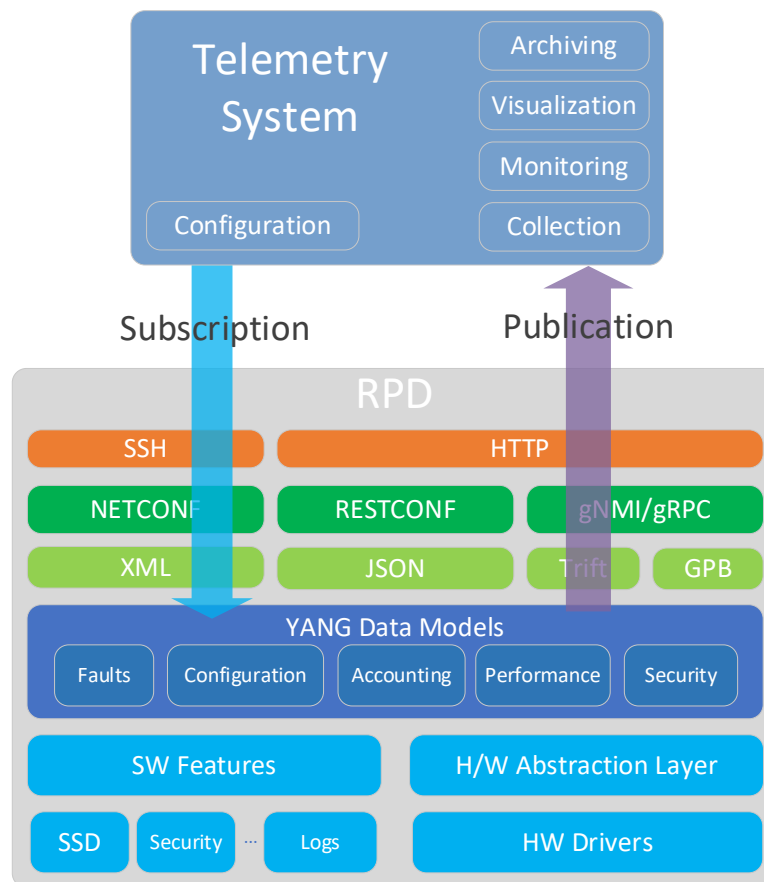 Telemetry
System
Archiving
Visualization
Monitoring
Configuration
Collection
Subscription
Publication
RPD
SSH
HTTP
NETCONF
RESTCONF
gNMI/gRPC
XML
JSON
Trift
GPB
YANG Data Models
Faults
Configuration
Accounting
Performance
Security
SW Features
H/W Abstraction Layer
SSD
Security
...
Logs
HW Drivers